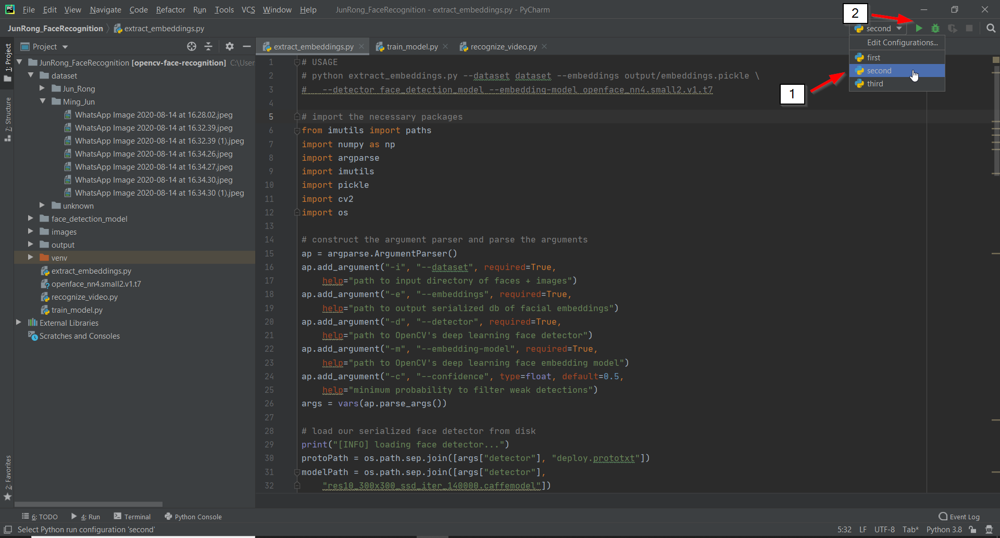 File Edit View Navigate Code Refactor Run Tools VCS Window Help JunRong_FaceRecognition - extract_embeddings.py - PyCharm
2
JunRong_FaceRecognition extract_embeddings.py
second
Edit Configurations...
first
second
third
1
1: Project
7: Structure
2: Favorites
Project
JunRong_FaceRecognition [opencv-face-recognition] C:\User
dataset
Jun_Rong
Ming_Jun
WhatsApp Image 2020-08-14 at 16.28.02.jpeg
WhatsApp Image 2020-08-14 at 16.32.39.jpeg
WhatsApp Image 2020-08-14 at 16.32.39 (1).jpeg
WhatsApp Image 2020-08-14 at 16.34.26.jpeg
WhatsApp Image 2020-08-14 at 16.34.27.jpeg
WhatsApp Image 2020-08-14 at 16.34.30.jpeg
WhatsApp Image 2020-08-14 at 16.34.30 (1).jpeg
unknown
face_detection_model
images
output
venv
extract_embeddings.py
openface_nn4.small2.v1.t7
recognize_video.py
train_model.py
External Libraries
Scratches and Consoles
extract_embeddings.py train_model.py recognize_video.py
1 # USAGE
2 # python extract_embeddings.py --dataset dataset --embeddings output/embeddings.pickle \
3 #   --detector face_detection_model --embedding-model openface_nn4.small2.v1.t7
4
5 # import the necessary packages
6 from imutils import paths
7 import numpy as np
8 import argparse
9 import imutils
10 import pickle
11 import cv2
12 import os
13
14 # construct the argument parser and parse the arguments
15 ap = argparse.ArgumentParser()
16 ap.add_argument("-i", "--dataset", required=True,
17     help="path to input directory of faces + images")
18 ap.add_argument("-e", "--embeddings", required=True,
19     help="path to output serialized db of facial embeddings")
20 ap.add_argument("-d", "--detector", required=True,
21     help="path to OpenCV's deep learning face detector")
22 ap.add_argument("-m", "--embedding-model", required=True,
23     help="path to OpenCV's deep learning face embedding model")
24 ap.add_argument("-c", "--confidence", type=float, default=0.5,
25     help="minimum probability to filter weak detections")
26 args = vars(ap.parse_args())
27
28 # load our serialized face detector from disk
29 print("[INFO] loading face detector...")
30 protoPath = os.path.sep.join([args["detector"], "deploy.prototxt"])
31 modelPath = os.path.sep.join([args["detector"],
32     "res10_300x300_ssd_iter_140000.caffemodel"])
6: TODO 4: Run Terminal Python Console Event Log
Select Python run configuration 'second' 5:32 LF UTF-8 Tab* Python 3.8